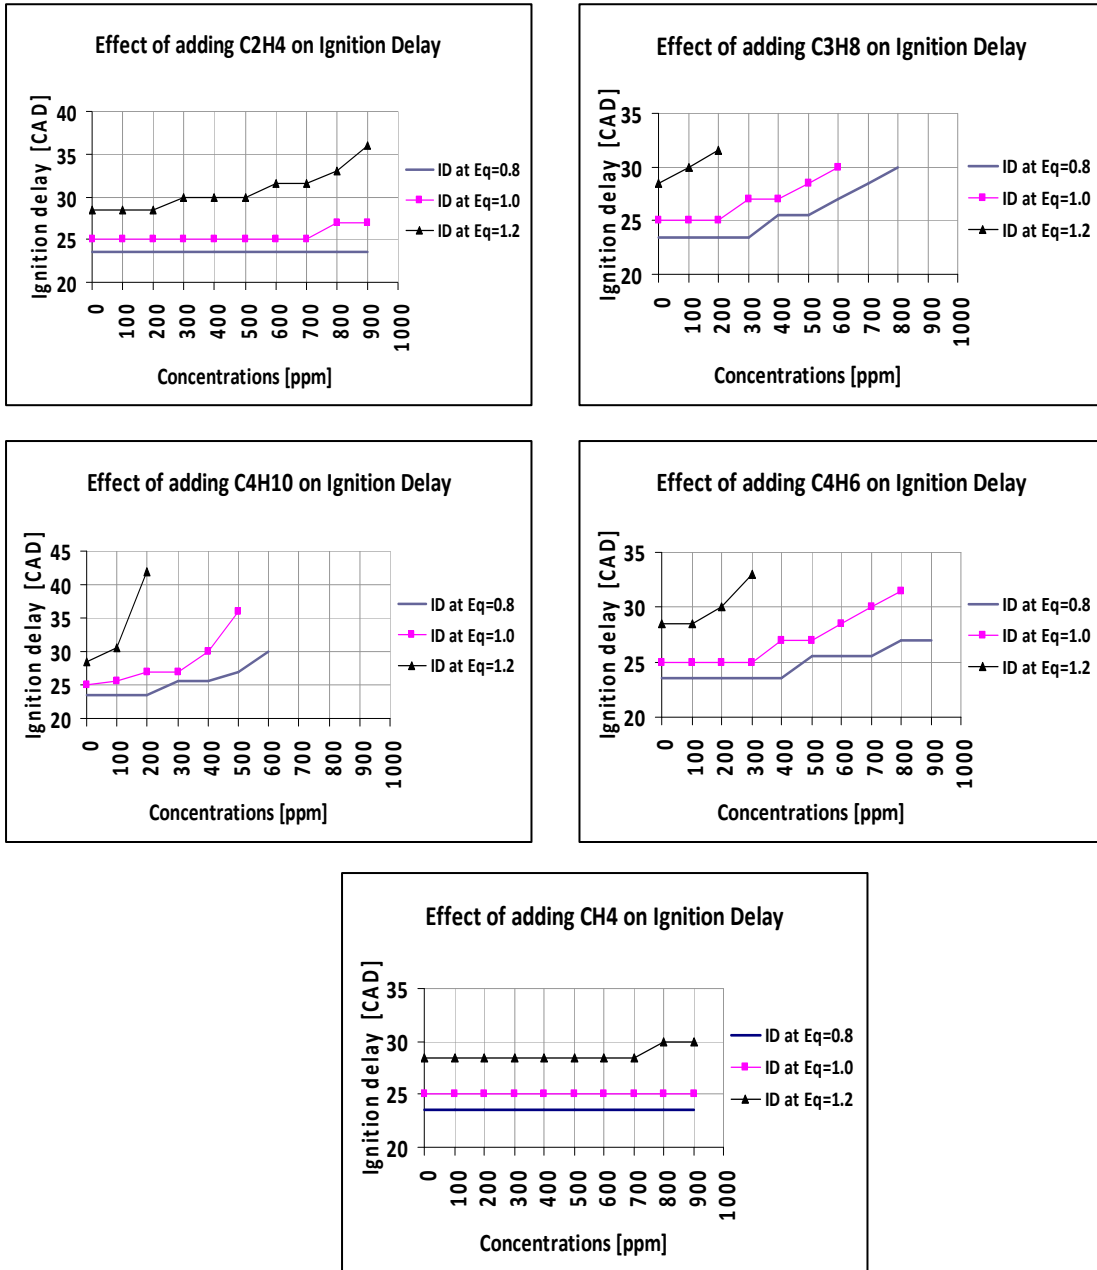 Effect of adding C2H4 on Ignition Delay
Ignition delay [CAD]
40
35
30
25
20
0 100 200 300 400 500 600 700 800 900 1000
Concentrations [ppm]
ID at Eq=0.8
ID at Eq=1.0
ID at Eq=1.2
Effect of adding C3H8 on Ignition Delay
Ignition delay [CAD]
35
30
25
20
0 100 200 300 400 500 600 700 800 900 1000
Concentrations [ppm]
ID at Eq=0.8
ID at Eq=1.0
ID at Eq=1.2
Effect of adding C4H10 on Ignition Delay
Ignition delay [CAD]
45
40
35
30
25
20
0 100 200 300 400 500 600 700 800 900 1000
Concentrations [ppm]
ID at Eq=0.8
ID at Eq=1.0
ID at Eq=1.2
Effect of adding C4H6 on Ignition Delay
Ignition delay [CAD]
35
30
25
20
0 100 200 300 400 500 600 700 800 900 1000
Concentrations [ppm]
ID at Eq=0.8
ID at Eq=1.0
ID at Eq=1.2
Effect of adding CH4 on Ignition Delay
Ignition delay [CAD]
35
30
25
20
0 100 200 300 400 500 600 700 800 900 1000
Concentrations [ppm]
ID at Eq=0.8
ID at Eq=1.0
ID at Eq=1.2